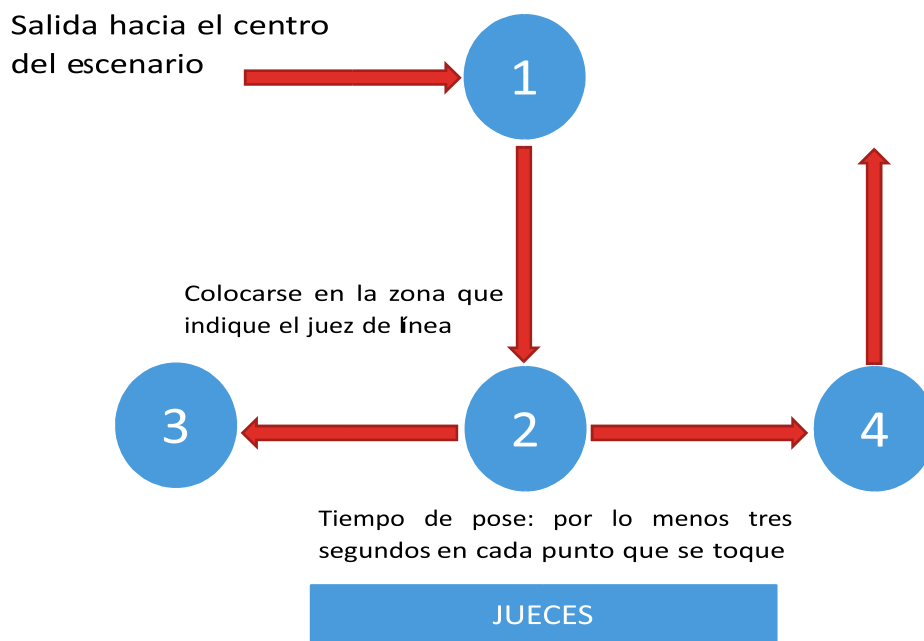 Salida hacia el centro
del escenario
1
Colocarse en la zona que
indique el juez de línea
3
2
4
Tiempo de pose: por lo menos tres
segundos en cada punto que se toque
JUECES